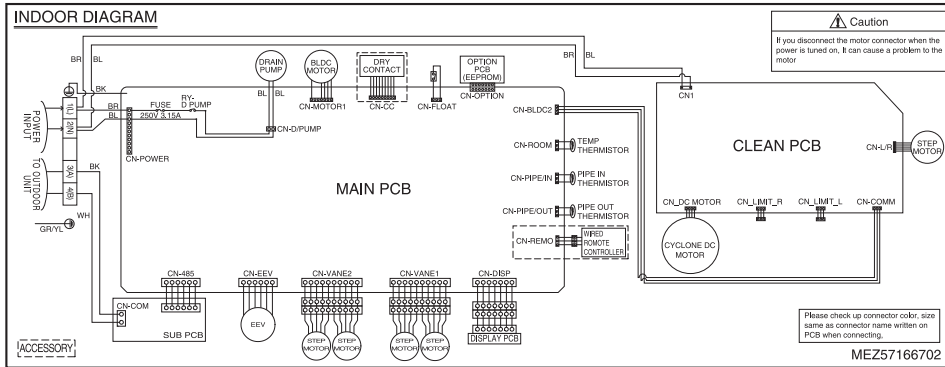 INDOOR DIAGRAM
Caution
If you disconnect the motor connector when the
power is tuned on, It can cause a problem to the
motor
BR
BL
BR
BL
DRAIN
PUMP
BLDC
MOTOR
DRY
CONTACT
OPTION
PCB
(EEPROM)
BK
BL
BL
CN-MOTOR1
CN-CC
CN-FLOAT
CN-OPTION
CN1
POWER
INPUT
1(L)
2(N)
BR
BL
FUSE
250V 3.15A
RY-
D PUMP
CN-D/PUMP
CN-POWER
CN-BLDC2
CN-ROOM
TEMP
THERMISTOR
CLEAN PCB
CN-L/R
STEP
MOTOR
TO OUTDOOR
UNIT
3(A)
4(B)
BK
MAIN PCB
CN-PIPE/IN
PIPE IN
THERMISTOR
CN-PIPE/OUT
PIPE OUT
THERMISTOR
CN_DC MOTOR
CN_LIMIT_R
CN_LIMIT_L
CN-COMM
WH
GR/YL
CN-REMO
WIRED
ROMOTE
CONTROLLER
CYCLONE DC
MOTOR
CN-485
CN-EEV
CN-VANE2
CN-VANE1
CN-DISP
CN-COM
SUB PCB
EEV
STEP
MOTOR
STEP
MOTOR
STEP
MOTOR
STEP
MOTOR
DISPLAY PCB
ACCESSORY
Please check up connector color, size
same as connector name written on
PCB when connecting,
MEZ57166702